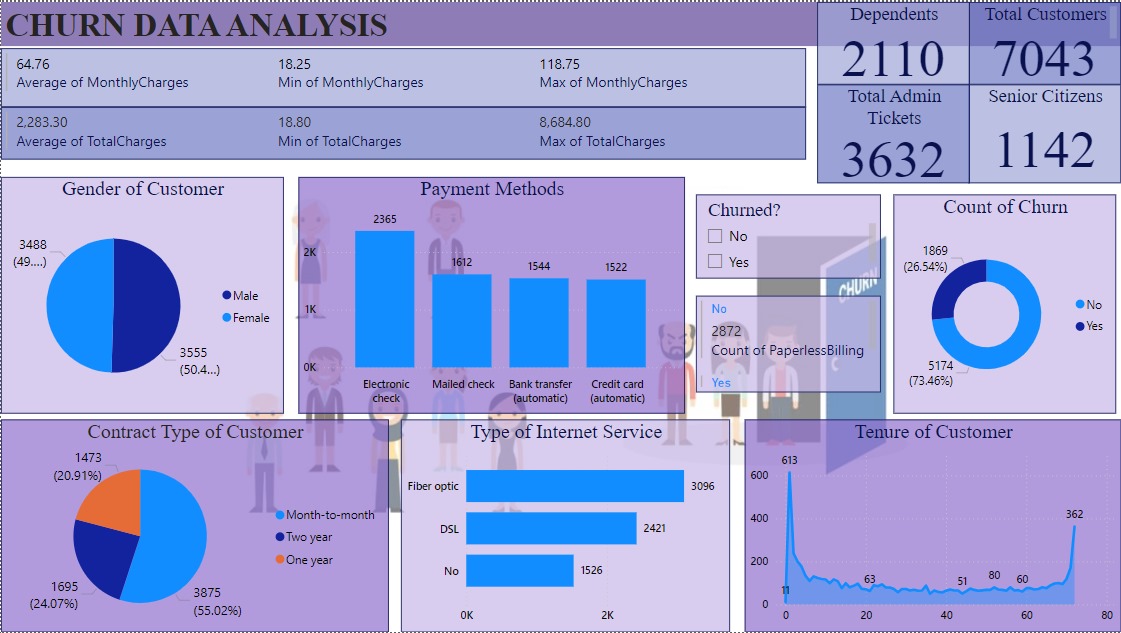 CHURN DATA ANALYSIS
64.76
Average of MonthlyCharges
18.25
Min of MonthlyCharges
118.75
Max of MonthlyCharges
2,283.30
Average of TotalCharges
18.80
Min of TotalCharges
8,684.80
Max of TotalCharges
Dependents
2110
Total Customers
7043
Total Admin
Tickets
3632
Senior Citizens
1142
Gender of Customer
3488
(49....)
3555
(50.4...)
Male
Female
Payment Methods
2K
1K
0K
2365
1612
1544
1522
Electronic
check
Mailed check
Bank transfer
(automatic)
Credit card
(automatic)
Churned?
No
Yes
No
2872
Count of PaperlessBilling
Yes
CHURN
Count of Churn
1869
(26.54%)
5174
(73.46%)
No
Yes
Contract Type of Customer
1473
(20.91%)
1695
(24.07%)
3875
(55.02%)
Month-to-month
Two year
One year
Type of Internet Service
Fiber optic
3096
DSL
2421
No
1526
0K
2K
Tenure of Customer
600
400
200
0
613
11
63
51
80
60
362
0
20
40
60
80